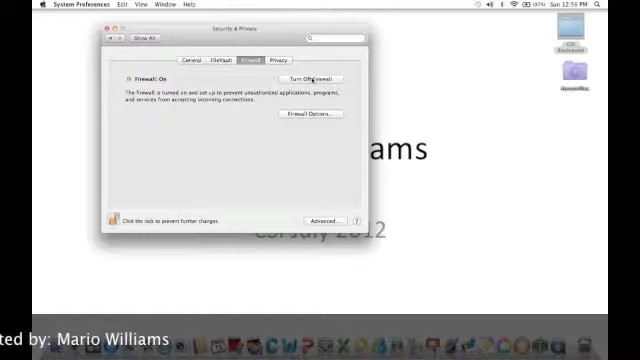 System Preferences Edit View Window Help
(97%) Sun 12:58 PM
Security & Privacy
Show All
General FileVault Firewall Privacy
Firewall: On
Turn Off Firewall
The firewall is turned on and set up to prevent unauthorized applications, programs,
and services from accepting incoming connections.
Firewall Options...
ams
Click the lock to prevent further changes.
Advanced...
?
CSI July 2012
ted by: Mario Williams